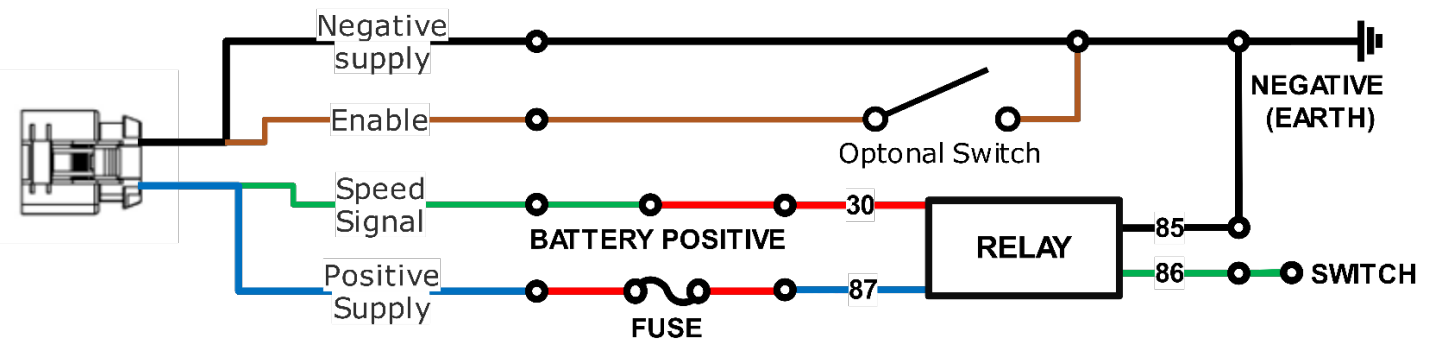 Negative
supply
NEGATIVE
(EARTH)
Enable
Optonal Switch
Speed
Signal
30
BATTERY POSITIVE
RELAY
85
86
SWITCH
Positive
Supply
87
FUSE